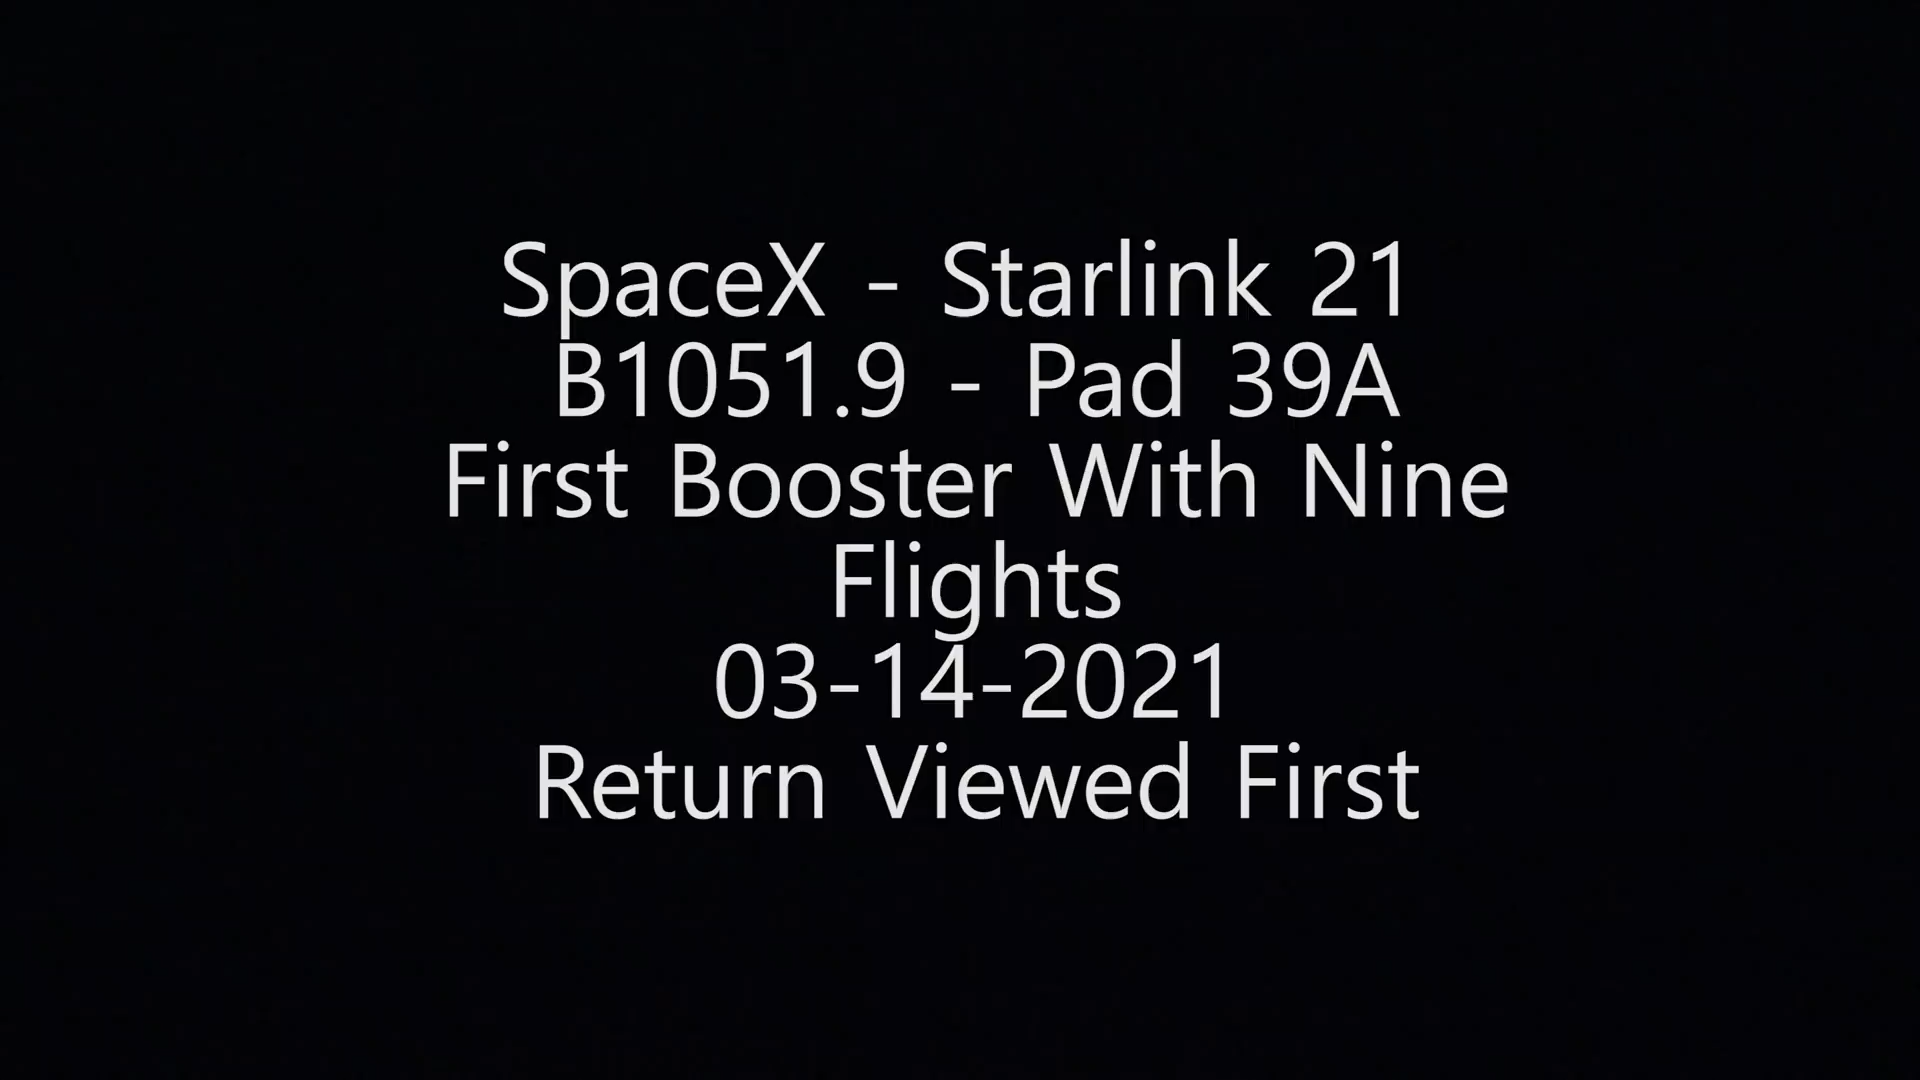 SpaceX - Starlink 21
B1051.9 - Pad 39A
First Booster With Nine
Flights
03-14-2021
Return Viewed First